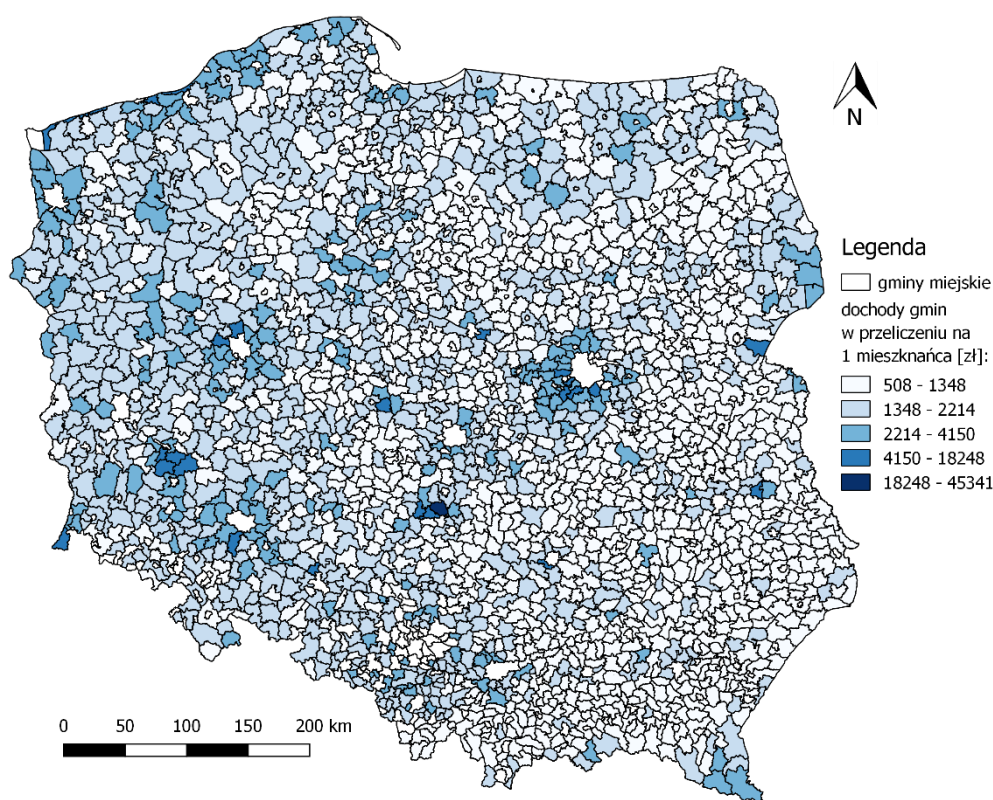 N
Legenda
gminy miejskie
dochody gmin
w przeliczeniu na
1 mieszknańca [zł]:
508 - 1348
1348 - 2214
2214 - 4150
4150 - 18248
18248 - 45341
0 50 100 150 200 km